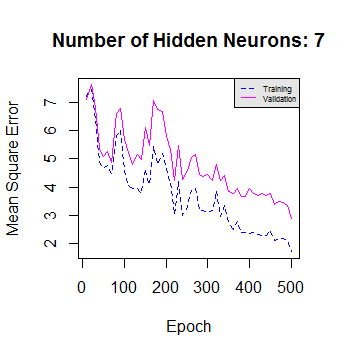 Number of Hidden Neurons: 7
Training
Validation
Mean Square Error
7
6
5
4
3
2
0 100 200 300 400 500
Epoch